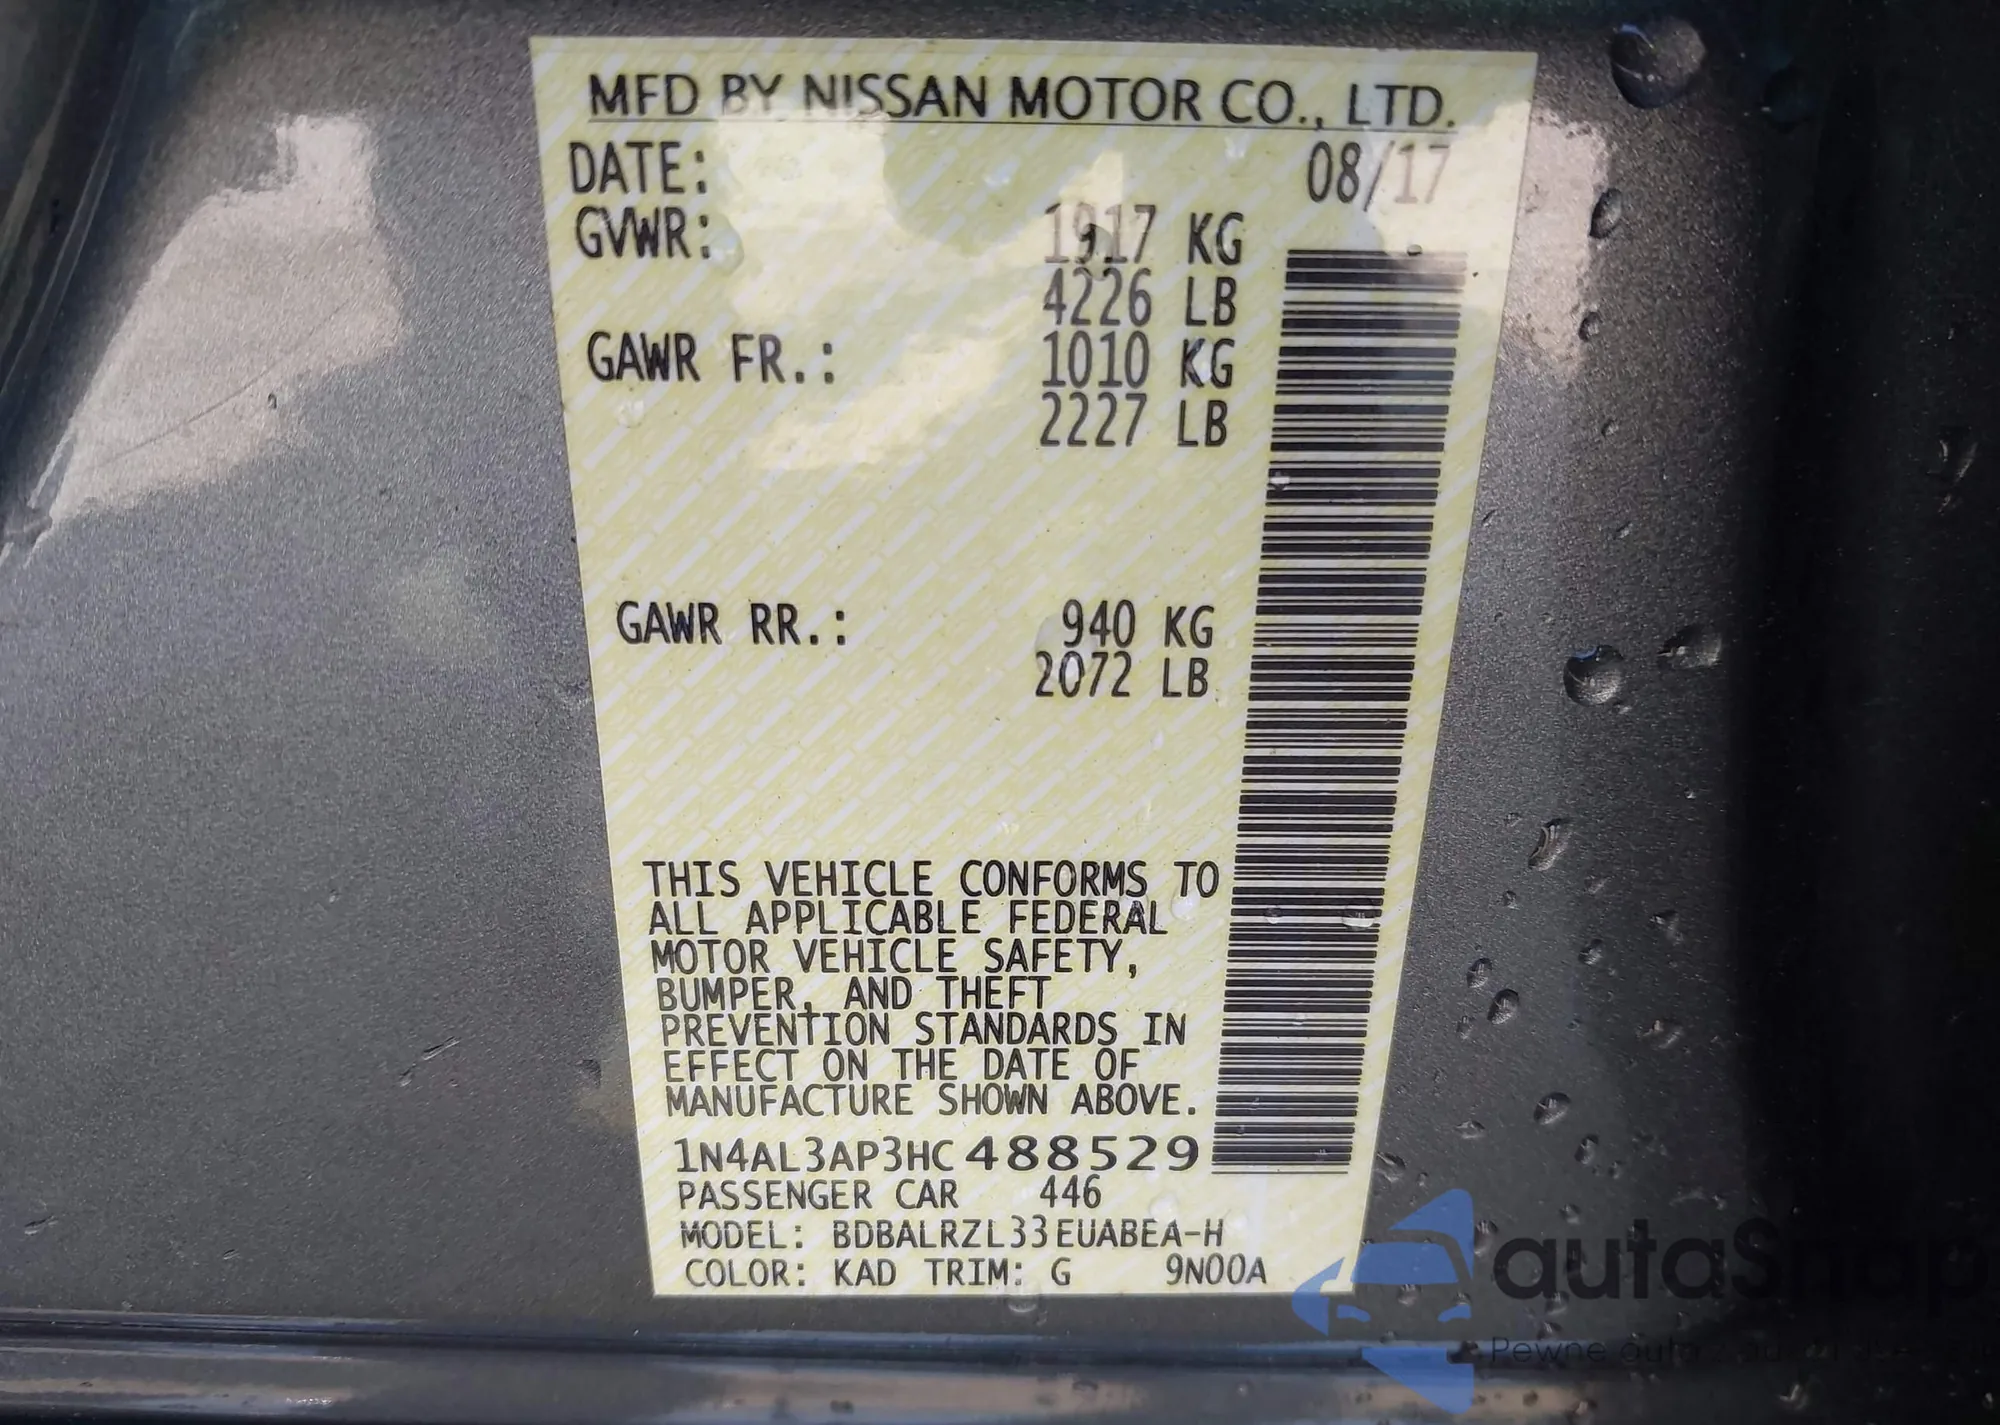 MFD BY NISSAN MOTOR CO., LTD.
DATE: 08/17
GVWR: 1917 KG
4226 LB
GAWR FR.: 1010 KG
2227 LB
GAWR RR.: 940 KG
2072 LB
THIS VEHICLE CONFORMS TO
ALL APPLICABLE FEDERAL
MOTOR VEHICLE SAFETY,
BUMPER, AND THEFT
PREVENTION STANDARDS IN
EFFECT ON THE DATE OF
MANUFACTURE SHOWN ABOVE.
1N4AL3AP3HC488529
PASSENGER CAR 446
MODEL: BDBALRZL33EUABEA-H
COLOR: KAD TRIM: G 9N00A
autaShop
Pewne auta